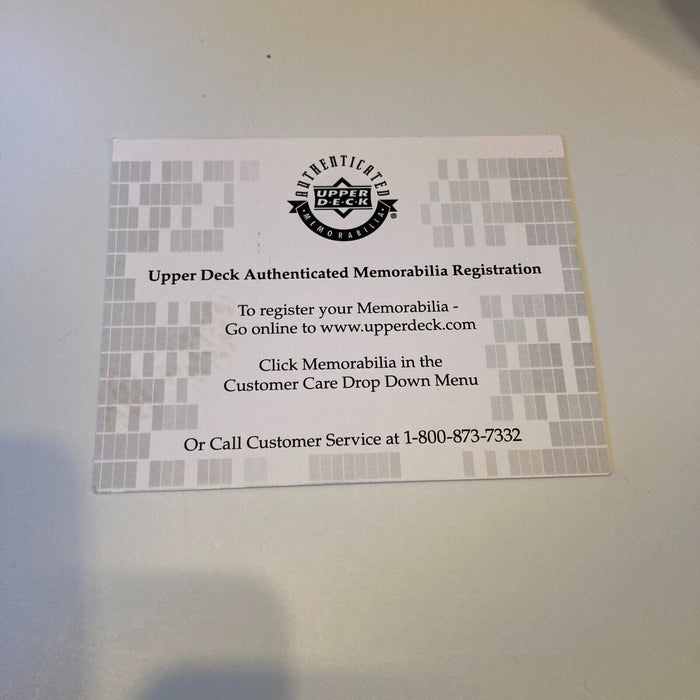 AUTHENTICATED
UPPER
D·E·C·K
MEMORABILIA
®
Upper Deck Authenticated Memorabilia Registration
To register your Memorabilia -
Go online to www.upperdeck.com
Click Memorabilia in the
Customer Care Drop Down Menu
Or Call Customer Service at 1-800-873-7332